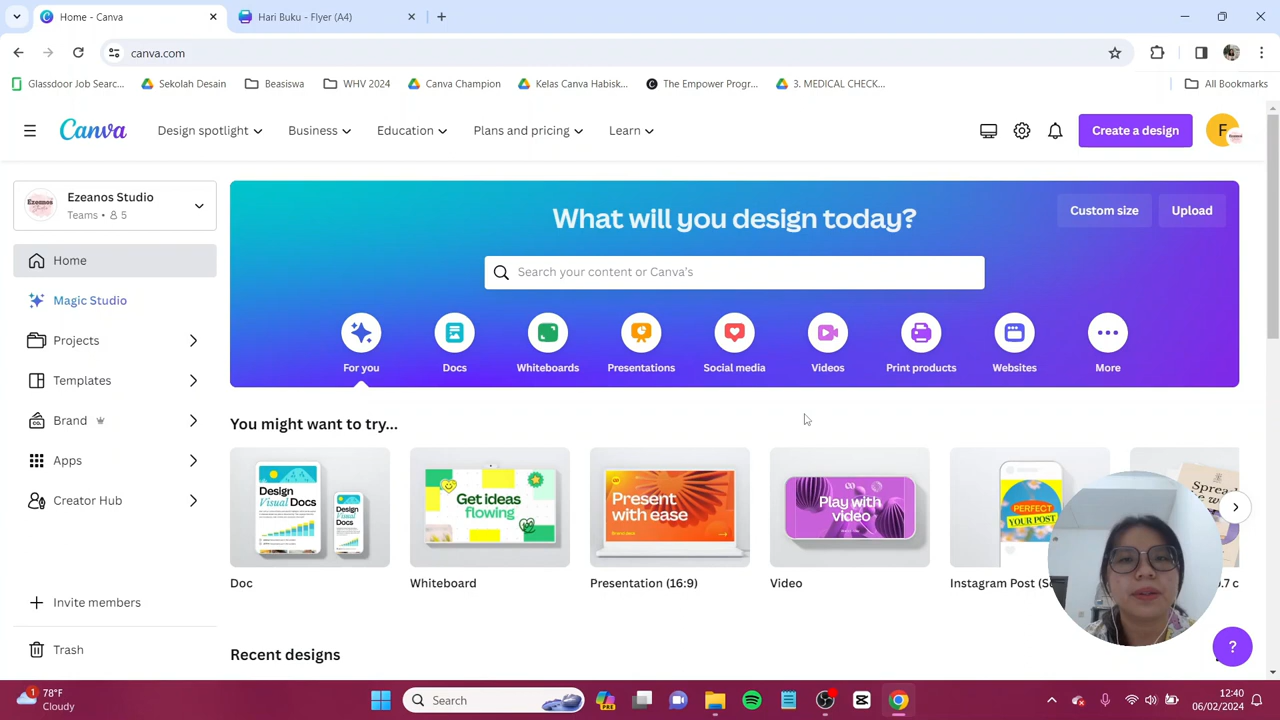 Home - Canva
Hari Buku - Flyer (A4)
canva.com
Glassdoor Job Searc...
Sekolah Desain
Beasiswa
WHV 2024
Canva Champion
Kelas Canva Habisk...
The Empower Progr...
3. MEDICAL CHECK...
All Bookmarks
Canva
Design spotlight
Business
Education
Plans and pricing
Learn
Create a design
F
Ezeanos Studio
Teams • 5
Home
Magic Studio
Projects
Templates
Brand
Apps
Creator Hub
Invite members
Trash
What will you design today?
Custom size
Upload
Search your content or Canva's
For you
Docs
Whiteboards
Presentations
Social media
Videos
Print products
Websites
More
You might want to try...
Design
Visual
Docs
Design
Visual
Docs
Get ideas
flowing
Present
with ease
Play with
video
PERFECT
YOUR POST
Doc
Whiteboard
Presentation (16:9)
Video
Instagram Post (S
Recent designs
?
1
78°F
Cloudy
Search
PRE
12:40
06/02/2024